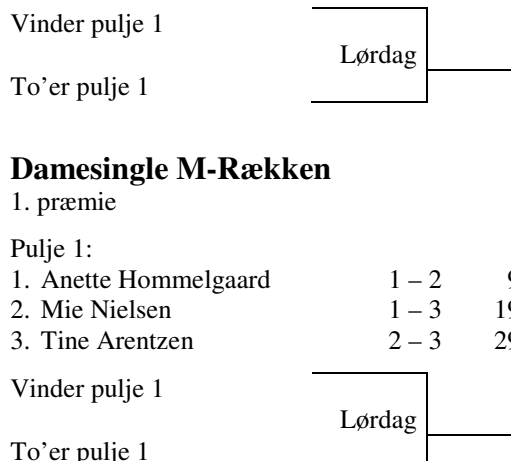 Vinder pulje 1
Lørdag
To’er pulje 1
Damesingle M-Rækken
1. præmie
Pulje 1:
1. Anette Hommelgaard 1 – 2
2. Mie Nielsen 1 – 3
3. Tine Arentzen 2 – 3
Vinder pulje 1
Lørdag
To’er pulje 1